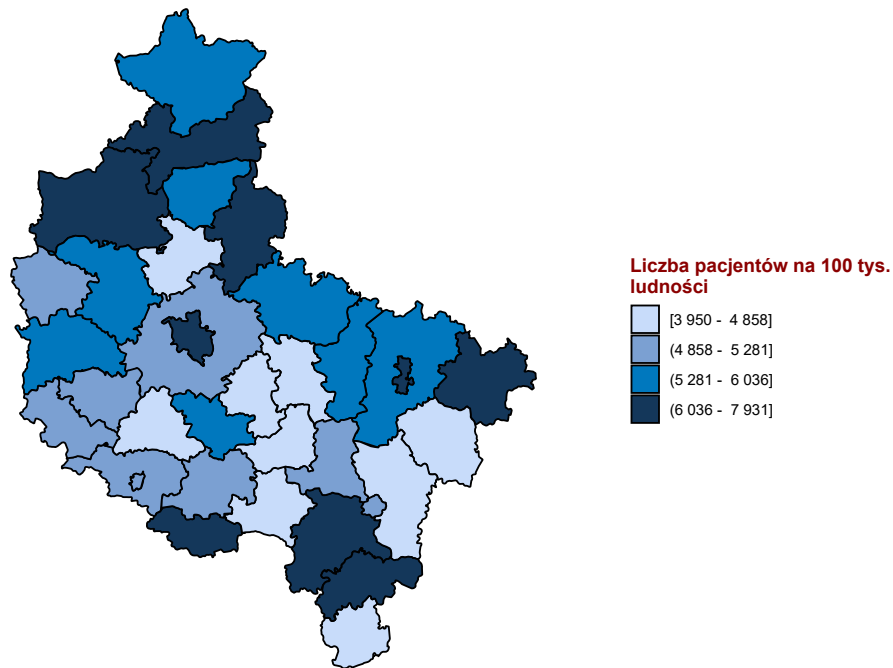 Liczba pacjentów na 100 tys.
ludności
[3 950 - 4 858]
(4 858 - 5 281]
(5 281 - 6 036]
(6 036 - 7 931]